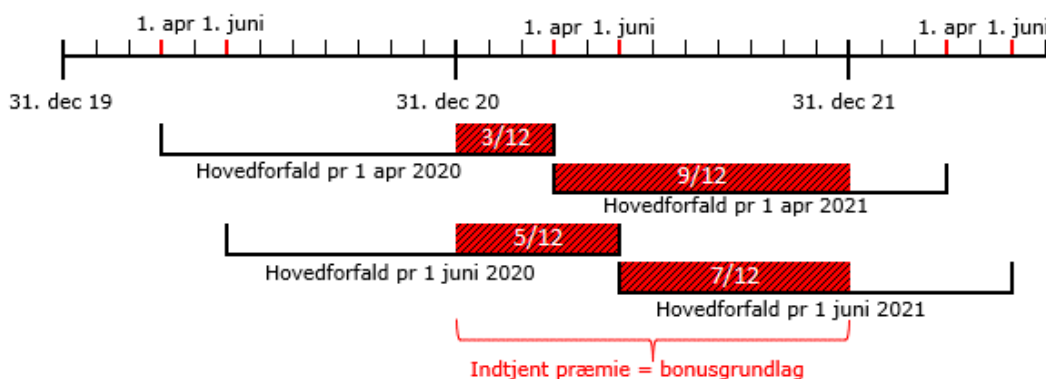 1. apr 1. juni 1. apr 1. juni 1. apr 1. juni
31. dec 19 31. dec 20 31. dec 21
3/12
Hovedforfald pr 1 apr 2020
9/12
Hovedforfald pr 1 apr 2021
5/12
Hovedforfald pr 1 juni 2020
7/12
Hovedforfald pr 1 juni 2021
Indtjent præmie = bonusgrundlag